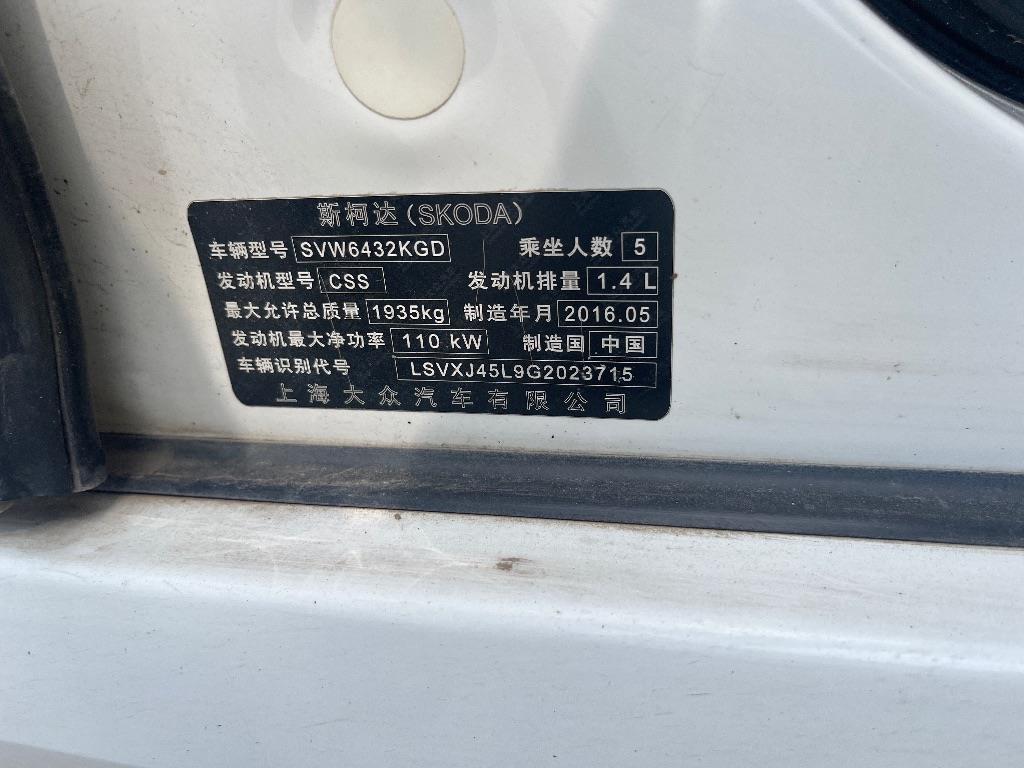 斯柯达(SKODA)
车辆型号 SVW6432KGD 乘坐人数 5
发动机型号 CSS 发动机排量 1.4 L
最大允许总质量 1935kg 制造年月 2016.05
发动机最大净功率 110 kW 制造国 中国
车辆识别代号 LSVXJ45L9G2023715
上海大众汽车有限公司